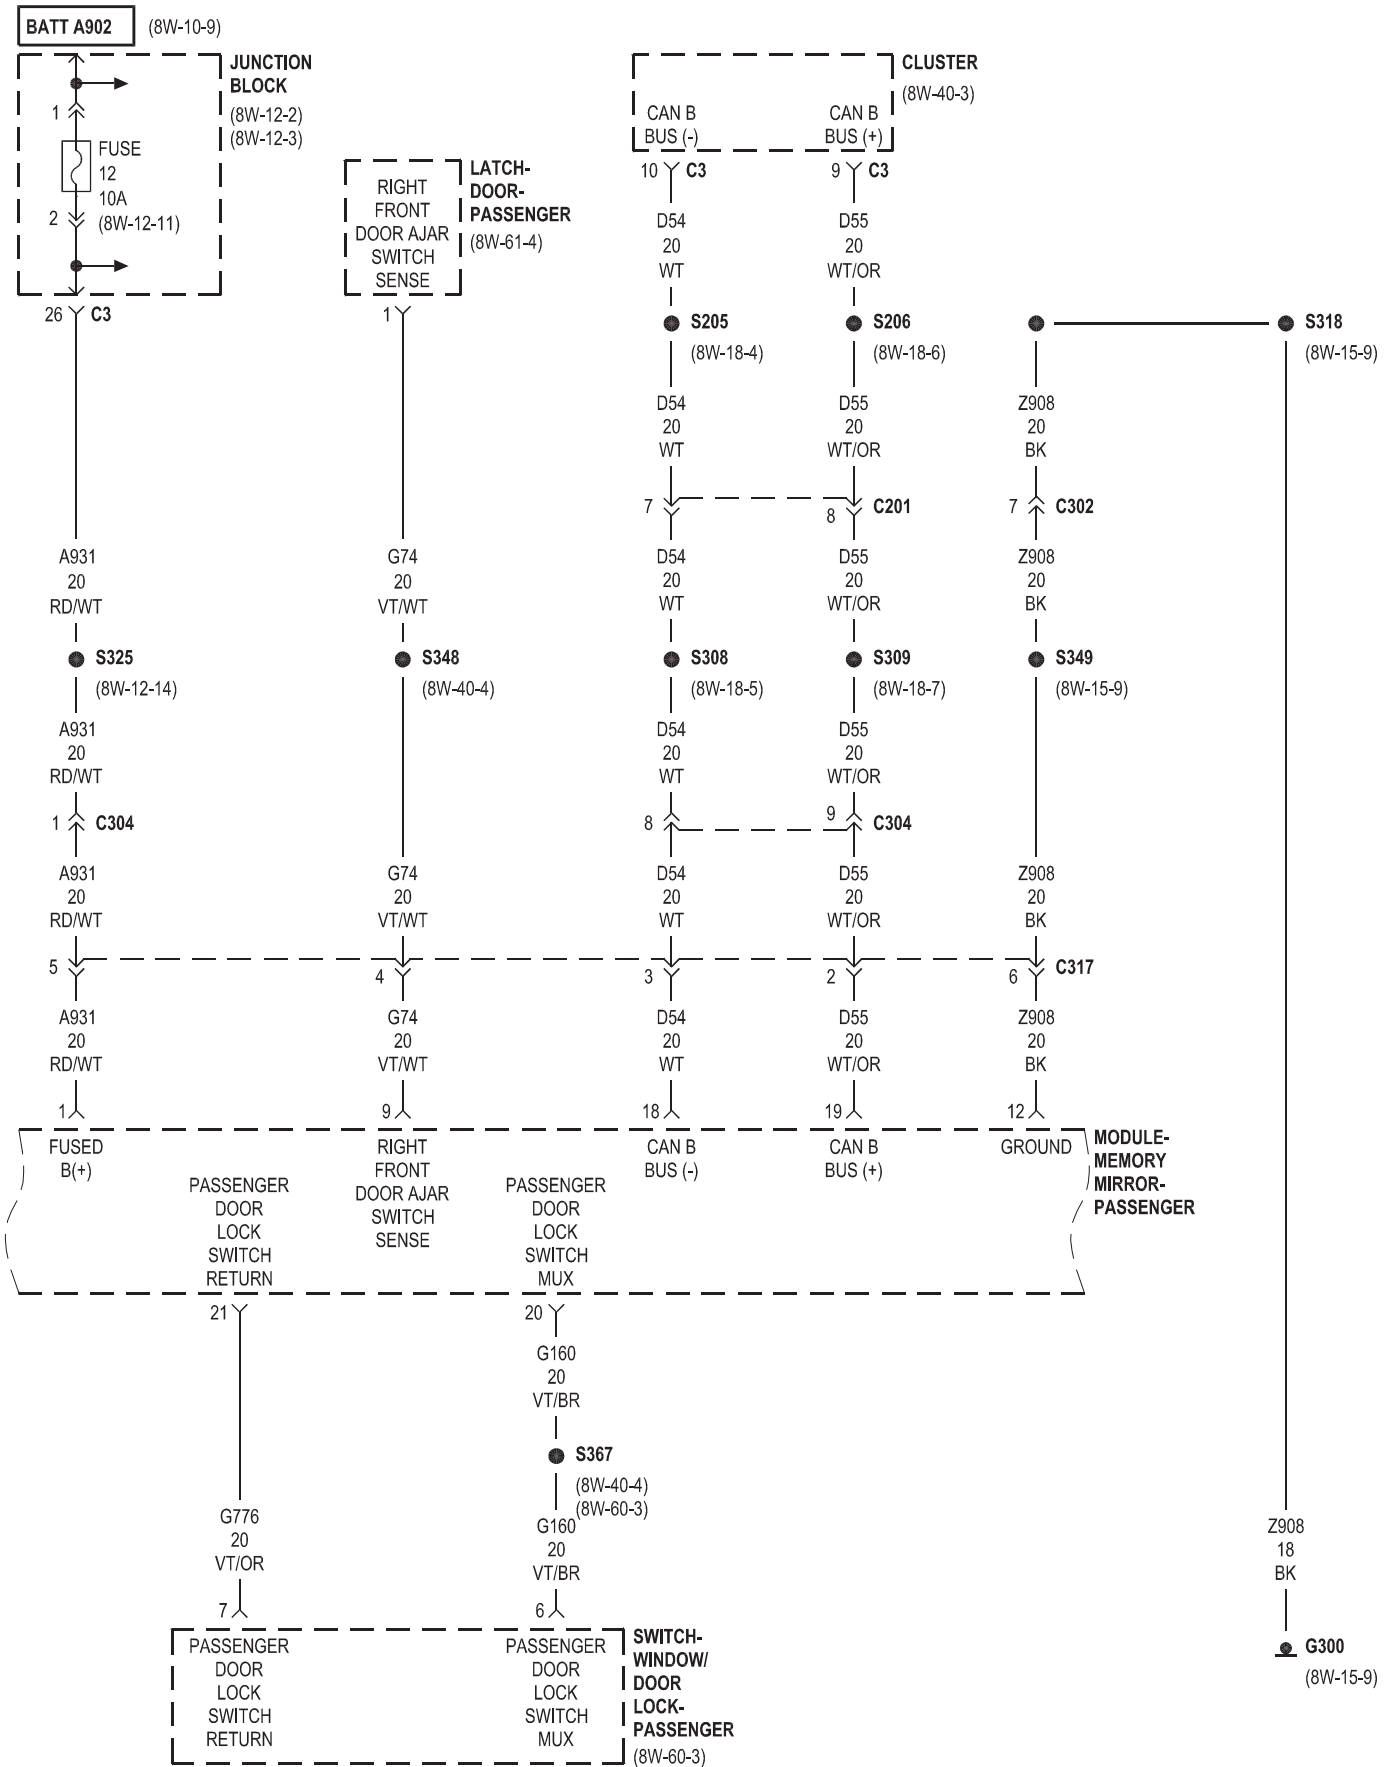 BATT A902 (8W-10-9)
JUNCTION
BLOCK
(8W-12-2)
(8W-12-3)
1
FUSE
12
10A
(8W-12-11)
2
26 C3
RIGHT
FRONT
DOOR AJAR
SWITCH
SENSE
LATCH-
DOOR-
PASSENGER
(8W-61-4)
1
CLUSTER
(8W-40-3)
CAN B
BUS (-)
CAN B
BUS (+)
10 C3
9 C3
D54
20
WT
D55
20
WT/OR
S205
(8W-18-4)
S206
(8W-18-6)
S318
(8W-15-9)
D54
20
WT
D55
20
WT/OR
Z908
20
BK
7
8
C201
7 C302
A931
20
RD/WT
G74
20
VT/WT
D54
20
WT
D55
20
WT/OR
Z908
20
BK
S325
(8W-12-14)
S348
(8W-40-4)
S308
(8W-18-5)
S309
(8W-18-7)
S349
(8W-15-9)
A931
20
RD/WT
D54
20
WT
D55
20
WT/OR
1 C304
8
9
C304
A931
20
RD/WT
G74
20
VT/WT
D54
20
WT
D55
20
WT/OR
Z908
20
BK
5
4
3
2
6
C317
A931
20
RD/WT
G74
20
VT/WT
D54
20
WT
D55
20
WT/OR
Z908
20
BK
1
9
18
19
12
FUSED
B(+)
PASSENGER
DOOR
LOCK
SWITCH
RETURN
RIGHT
FRONT
DOOR AJAR
SWITCH
SENSE
PASSENGER
DOOR
LOCK
SWITCH
MUX
CAN B
BUS (-)
CAN B
BUS (+)
GROUND
MODULE-
MEMORY
MIRROR-
PASSENGER
21
20
G160
20
VT/BR
S367
(8W-40-4)
(8W-60-3)
G776
20
VT/OR
G160
20
VT/BR
Z908
18
BK
7
6
PASSENGER
DOOR
LOCK
SWITCH
RETURN
PASSENGER
DOOR
LOCK
SWITCH
MUX
SWITCH-
WINDOW/
DOOR
LOCK-
PASSENGER
(8W-60-3)
G300
(8W-15-9)